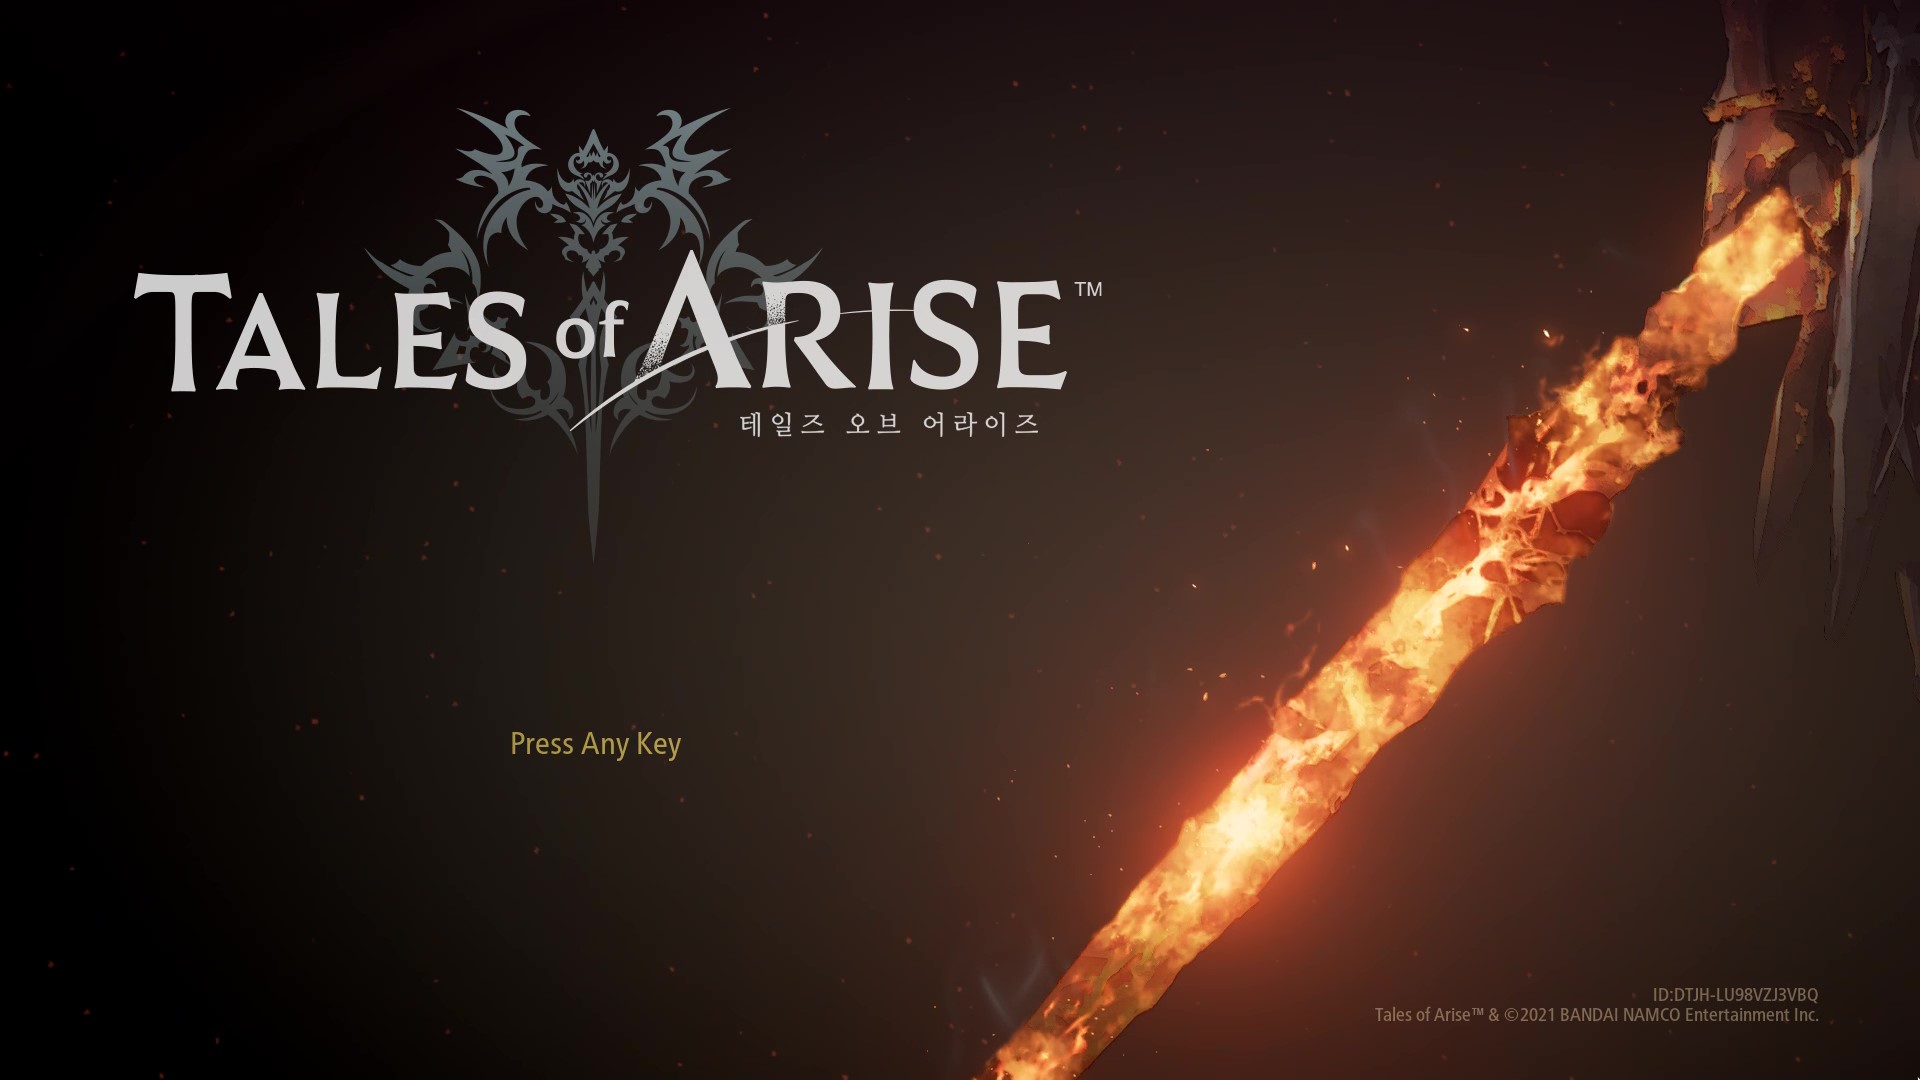 TALES of ARISE™
테일즈 오브 어라이즈
Press Any Key
ID:DTJH-LU98VZJ3VBQ
Tales of Arise™ & ©2021 BANDAI NAMCO Entertainment Inc.